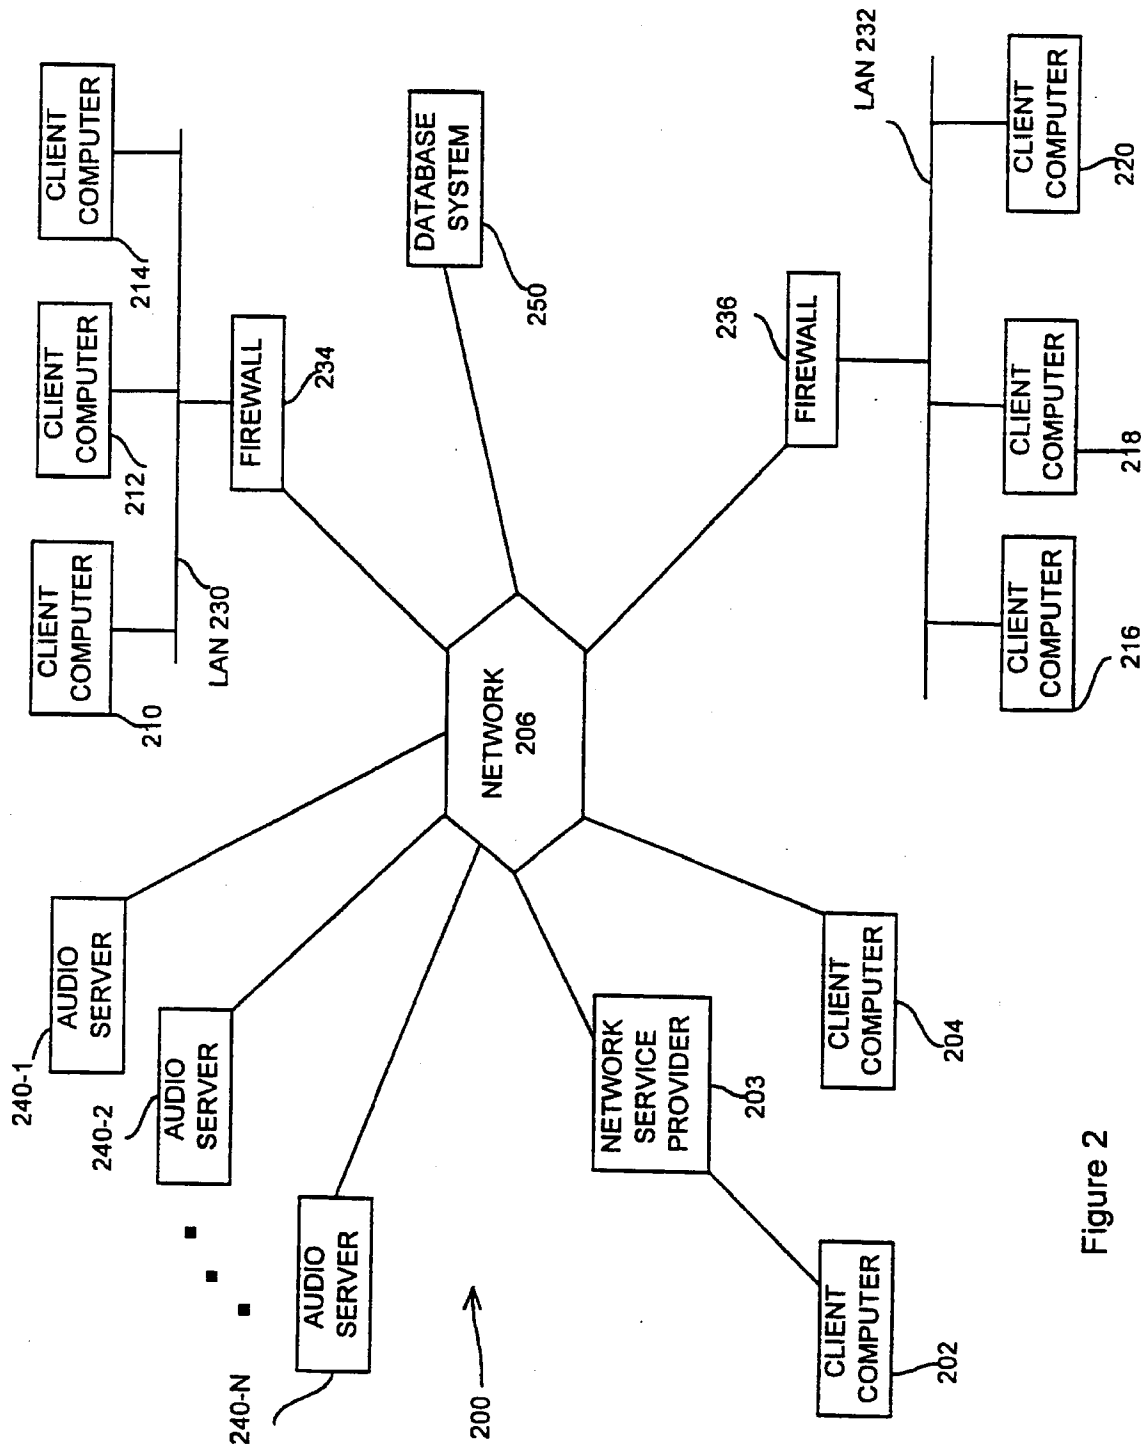 240-1
AUDIO
SERVER
240-2
AUDIO
SERVER
240-N
AUDIO
SERVER
200
CLIENT
COMPUTER
210
CLIENT
COMPUTER
212
CLIENT
COMPUTER
214
LAN 230
FIREWALL
234
DATABASE
SYSTEM
250
NETWORK
206
NETWORK
SERVICE
PROVIDER
203
CLIENT
COMPUTER
202
CLIENT
COMPUTER
204
FIREWALL
236
LAN 232
CLIENT
COMPUTER
216
CLIENT
COMPUTER
218
CLIENT
COMPUTER
220
Figure 2